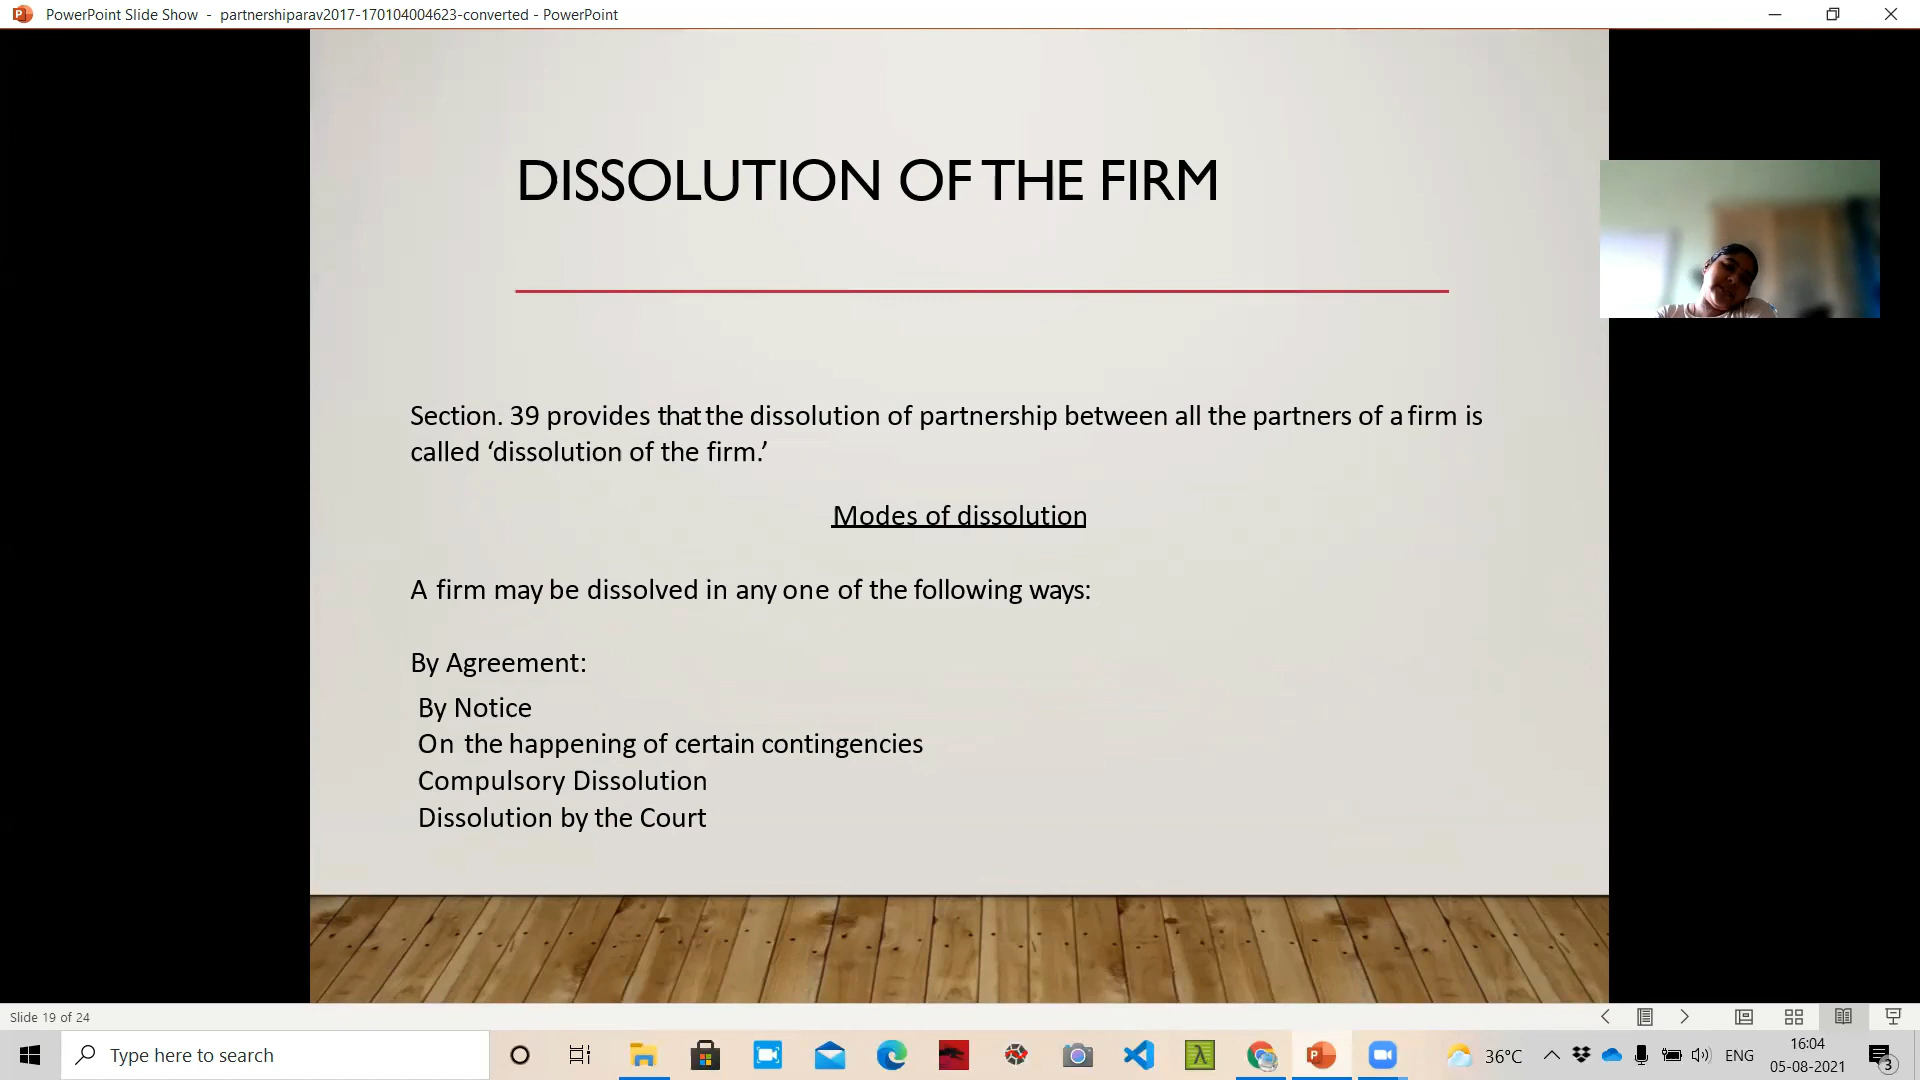 PowerPoint Slide Show - partnershiparav2017-170104004623-converted - PowerPoint
DISSOLUTION OF THE FIRM
Section. 39 provides that the dissolution of partnership between all the partners of a firm is
called ‘dissolution of the firm.’
Modes of dissolution
A firm may be dissolved in any one of the following ways:
By Agreement:
By Notice
On the happening of certain contingencies
Compulsory Dissolution
Dissolution by the Court
Slide 19 of 24
Type here to search
36°C
ENG
16:04
05-08-2021
3